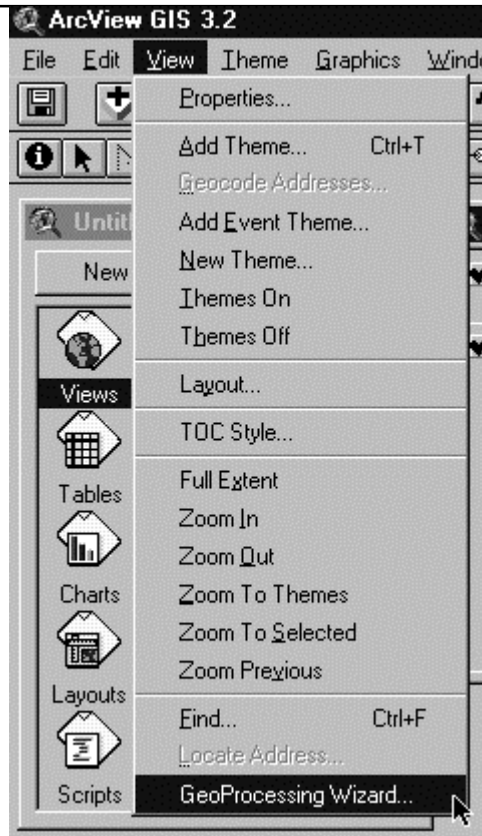 ArcView GIS 3.2
File Edit View Theme Graphics
Properties...
Add Theme... Ctrl+T
Geocode Addresses...
Add Event Theme...
New
New Theme...
Themes On
Themes Off
Views
Layout...
TOC Style...
Tables
Full Extent
Zoom In
Zoom Out
Charts
Zoom To Themes
Zoom To Selected
Zoom Previous
Layouts
Find... Ctrl+F
Locate Address...
Scripts
GeoProcessing Wizard...